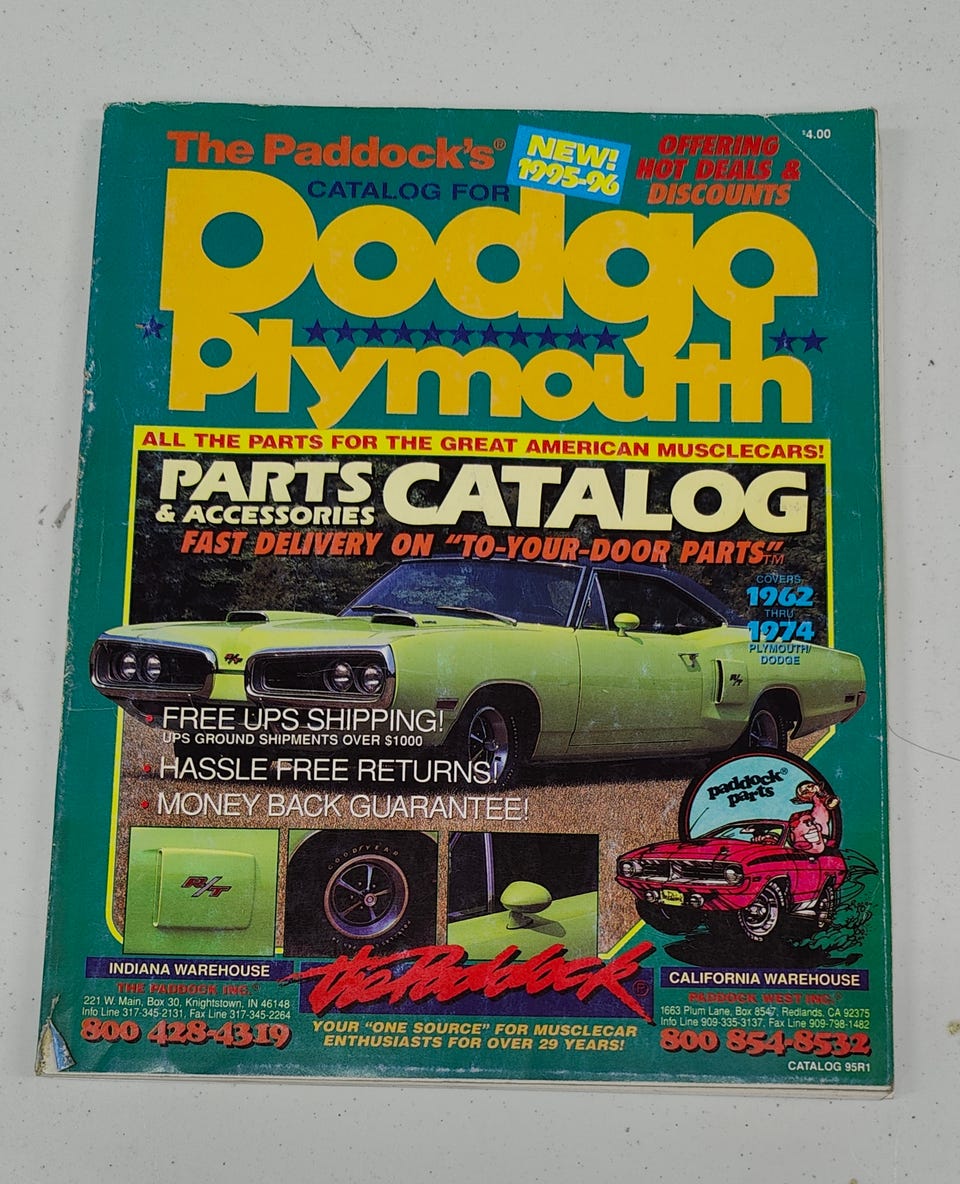 The Paddock's®
NEW!
1995-96
OFFERING
HOT DEALS &
DISCOUNTS
$4.00
CATALOG FOR
Dodge
Plymouth
ALL THE PARTS FOR THE GREAT AMERICAN MUSCLECARS!
PARTS
& ACCESSORIES
CATALOG
FAST DELIVERY ON "TO-YOUR-DOOR PARTS"TM
COVERS
1962
THRU
1974
PLYMOUTH/
DODGE
R/T
R/T
• FREE UPS SHIPPING!
UPS GROUND SHIPMENTS OVER $1000
• HASSLE FREE RETURNS!
• MONEY BACK GUARANTEE!
paddock®
parts
R/T
GOODYEAR
INDIANA WAREHOUSE
THE PADDOCK INC.®
221 W. Main, Box 30, Knightstown, IN 46148
Info Line 317-345-2131, Fax Line 317-345-2264
800 428-4319
the Paddock®
YOUR "ONE SOURCE" FOR MUSCLECAR
ENTHUSIASTS FOR OVER 29 YEARS!
CALIFORNIA WAREHOUSE
PADDOCK WEST INC.®
1663 Plum Lane, Box 8547, Redlands, CA 92375
Info Line 909-335-3137, Fax Line 909-798-1482
800 854-8532
CATALOG 95R1